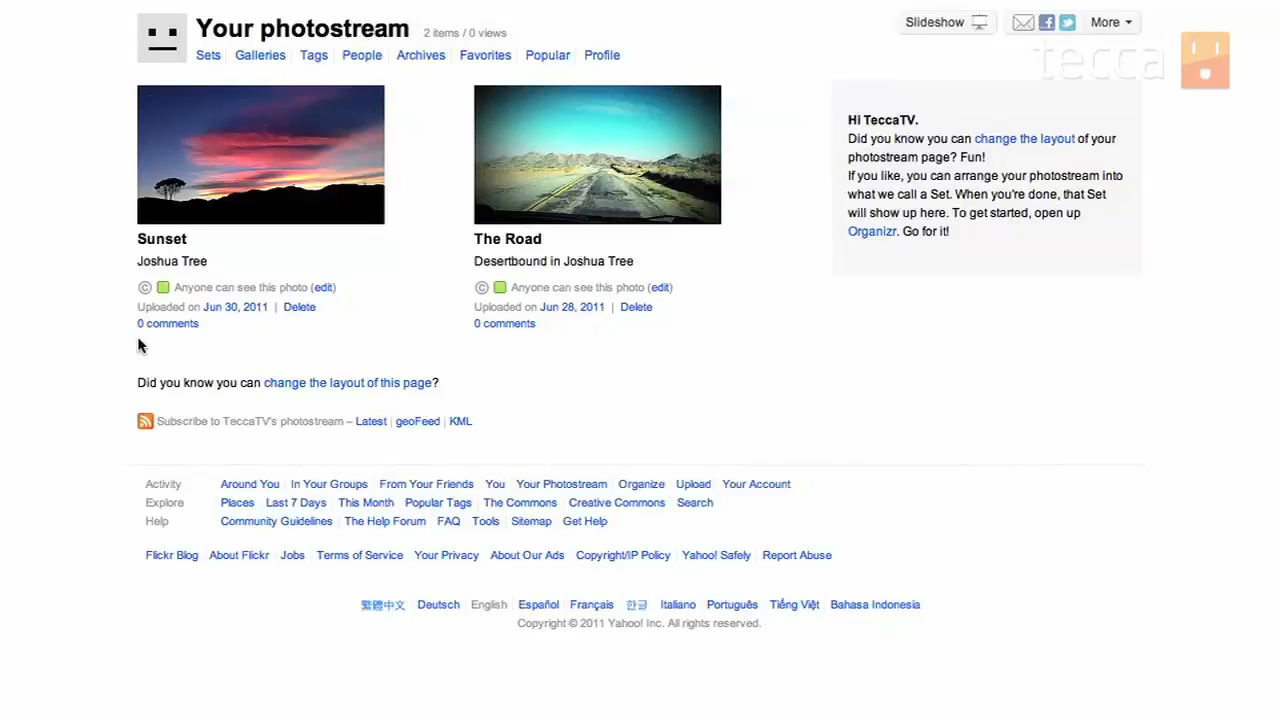 Your photostream 2 items / 0 views
Slideshow
More
Sets Galleries Tags People Archives Favorites Popular Profile
tecca
Sunset
Joshua Tree
© Anyone can see this photo (edit)
Uploaded on Jun 30, 2011 | Delete
0 comments
The Road
Desertbound in Joshua Tree
© Anyone can see this photo (edit)
Uploaded on Jun 28, 2011 | Delete
0 comments
Hi TeccaTV.
Did you know you can change the layout of your
photostream page? Fun!
If you like, you can arrange your photostream into
what we call a Set. When you're done, that Set
will show up here. To get started, open up
Organizr. Go for it!
Did you know you can change the layout of this page?
Subscribe to TeccaTV's photostream – Latest | geoFeed | KML
Activity Around You In Your Groups From Your Friends You Your Photostream Organize Upload Your Account
Explore Places Last 7 Days This Month Popular Tags The Commons Creative Commons Search
Help Community Guidelines The Help Forum FAQ Tools Sitemap Get Help
Flickr Blog About Flickr Jobs Terms of Service Your Privacy About Our Ads Copyright/IP Policy Yahoo! Safely Report Abuse
繁體中文 Deutsch English Español Français 한글 Italiano Português Tiếng Việt Bahasa Indonesia
Copyright © 2011 Yahoo! Inc. All rights reserved.